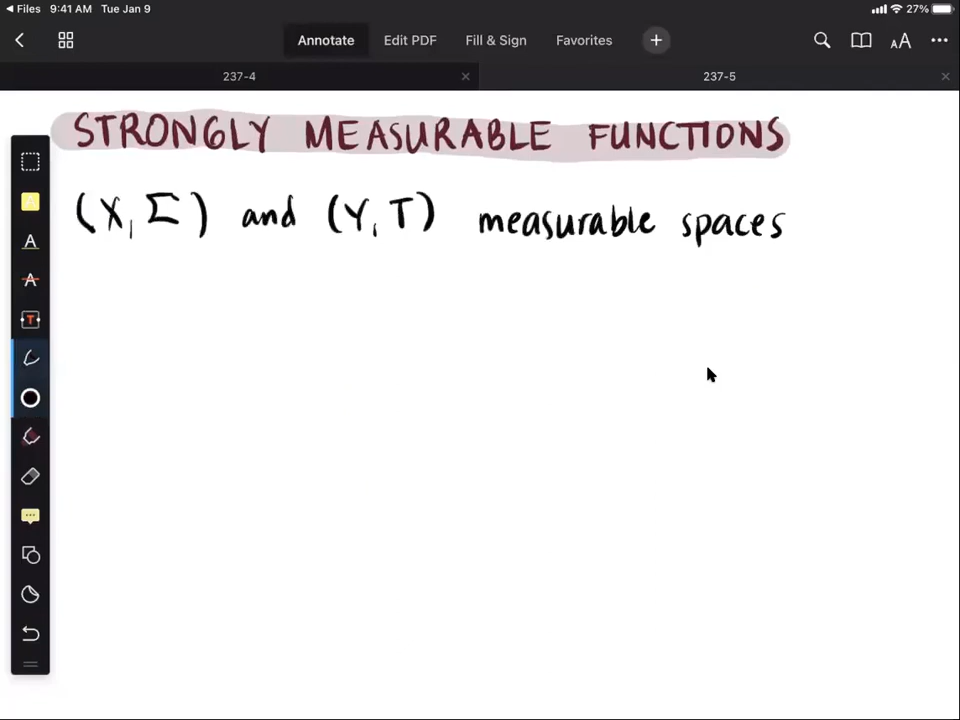 Files 9:41 AM Tue Jan 9 27%
Annotate Edit PDF Fill & Sign Favorites AA
237-4 237-5
STRONGLY MEASURABLE FUNCTIONS
(X, Σ) and (Y, T) measurable spaces
A
A
A
T